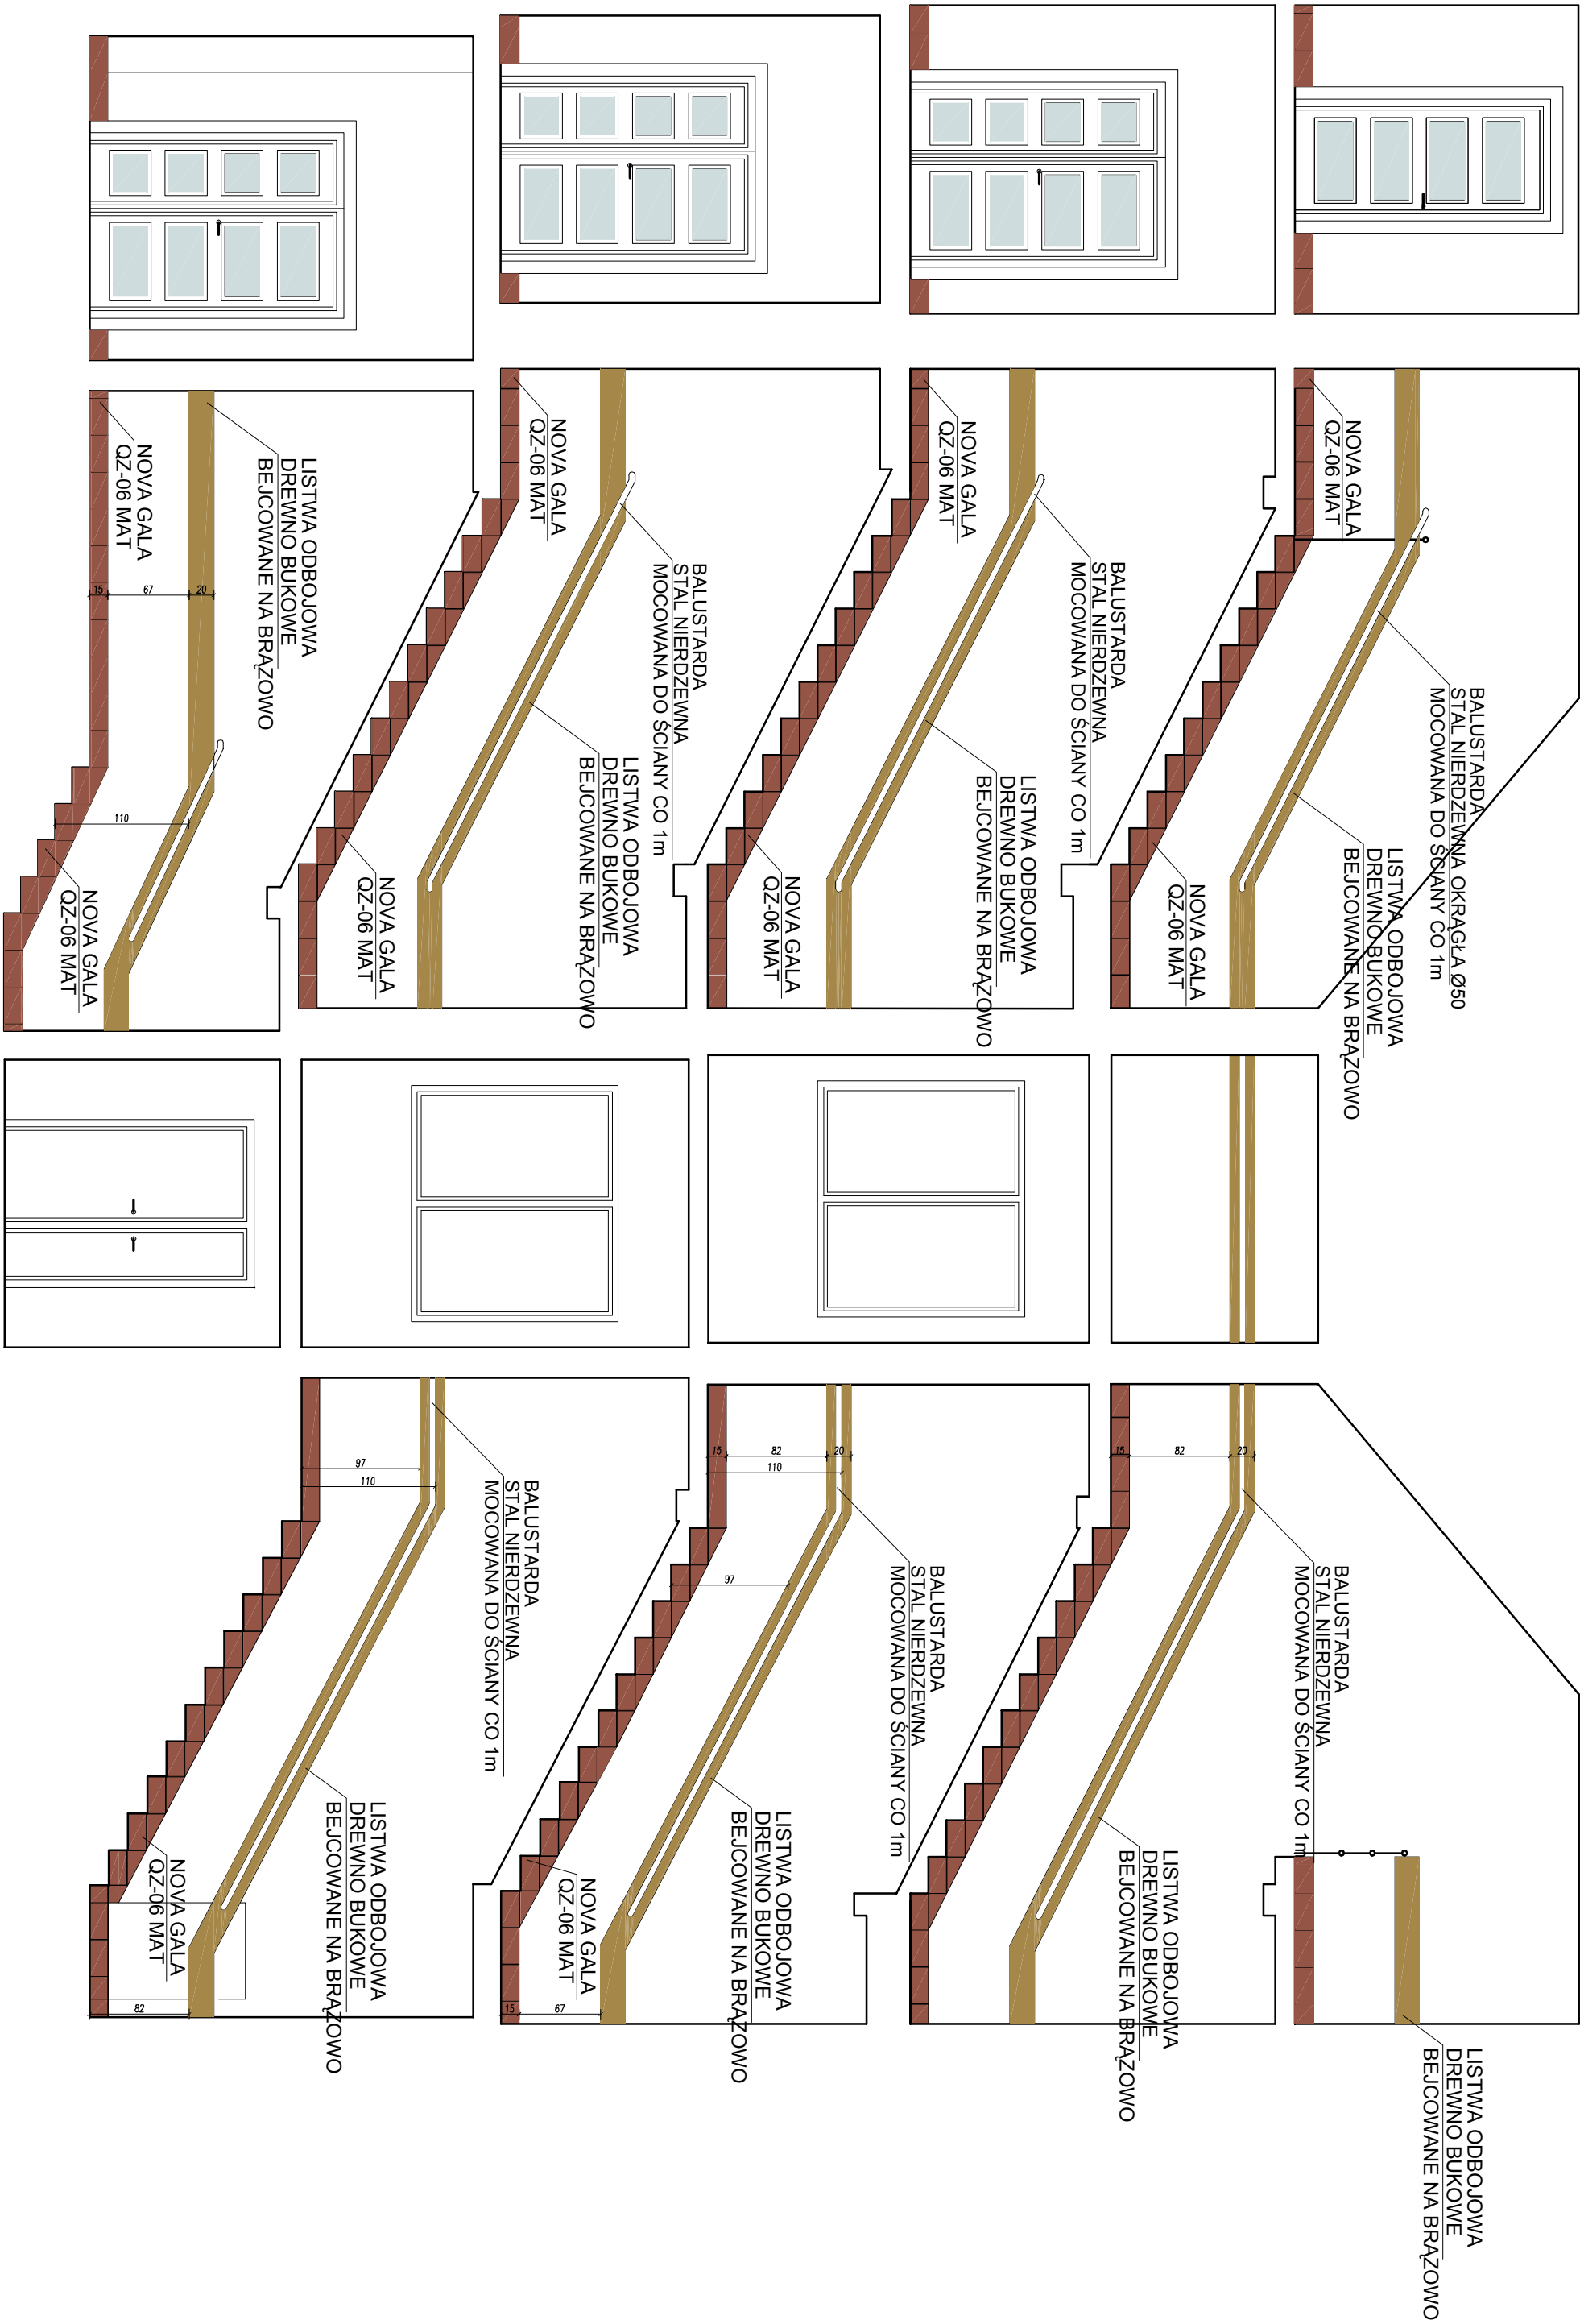 NOVA GALA
QZ-06 MAT
BALUSTARDA
STAL NIERDZEWNA OKRĄGŁA Ø50
MOCOWANA DO ŚCIANY CO 1m
LISTWA ODBOJOWA
DREWNO BUKOWE
BEJCOWANE NA BRĄZOWO
NOVA GALA
QZ-06 MAT
15
82
20
BALUSTARDA
STAL NIERDZEWNA
MOCOWANA DO ŚCIANY CO 1m
LISTWA ODBOJOWA
DREWNO BUKOWE
BEJCOWANE NA BRĄZOWO
LISTWA ODBOJOWA
DREWNO BUKOWE
BEJCOWANE NA BRĄZOWO
NOVA GALA
QZ-06 MAT
BALUSTARDA
STAL NIERDZEWNA
MOCOWANA DO ŚCIANY CO 1m
LISTWA ODBOJOWA
DREWNO BUKOWE
BEJCOWANE NA BRĄZOWO
NOVA GALA
QZ-06 MAT
15
82
20
110
97
BALUSTARDA
STAL NIERDZEWNA
MOCOWANA DO ŚCIANY CO 1m
LISTWA ODBOJOWA
DREWNO BUKOWE
BEJCOWANE NA BRĄZOWO
NOVA GALA
QZ-06 MAT
15
67
NOVA GALA
QZ-06 MAT
BALUSTARDA
STAL NIERDZEWNA
MOCOWANA DO ŚCIANY CO 1m
LISTWA ODBOJOWA
DREWNO BUKOWE
BEJCOWANE NA BRĄZOWO
NOVA GALA
QZ-06 MAT
97
110
BALUSTARDA
STAL NIERDZEWNA
MOCOWANA DO ŚCIANY CO 1m
LISTWA ODBOJOWA
DREWNO BUKOWE
BEJCOWANE NA BRĄZOWO
NOVA GALA
QZ-06 MAT
82
LISTWA ODBOJOWA
DREWNO BUKOWE
BEJCOWANE NA BRĄZOWO
NOVA GALA
QZ-06 MAT
15
67
20
110
NOVA GALA
QZ-06 MAT